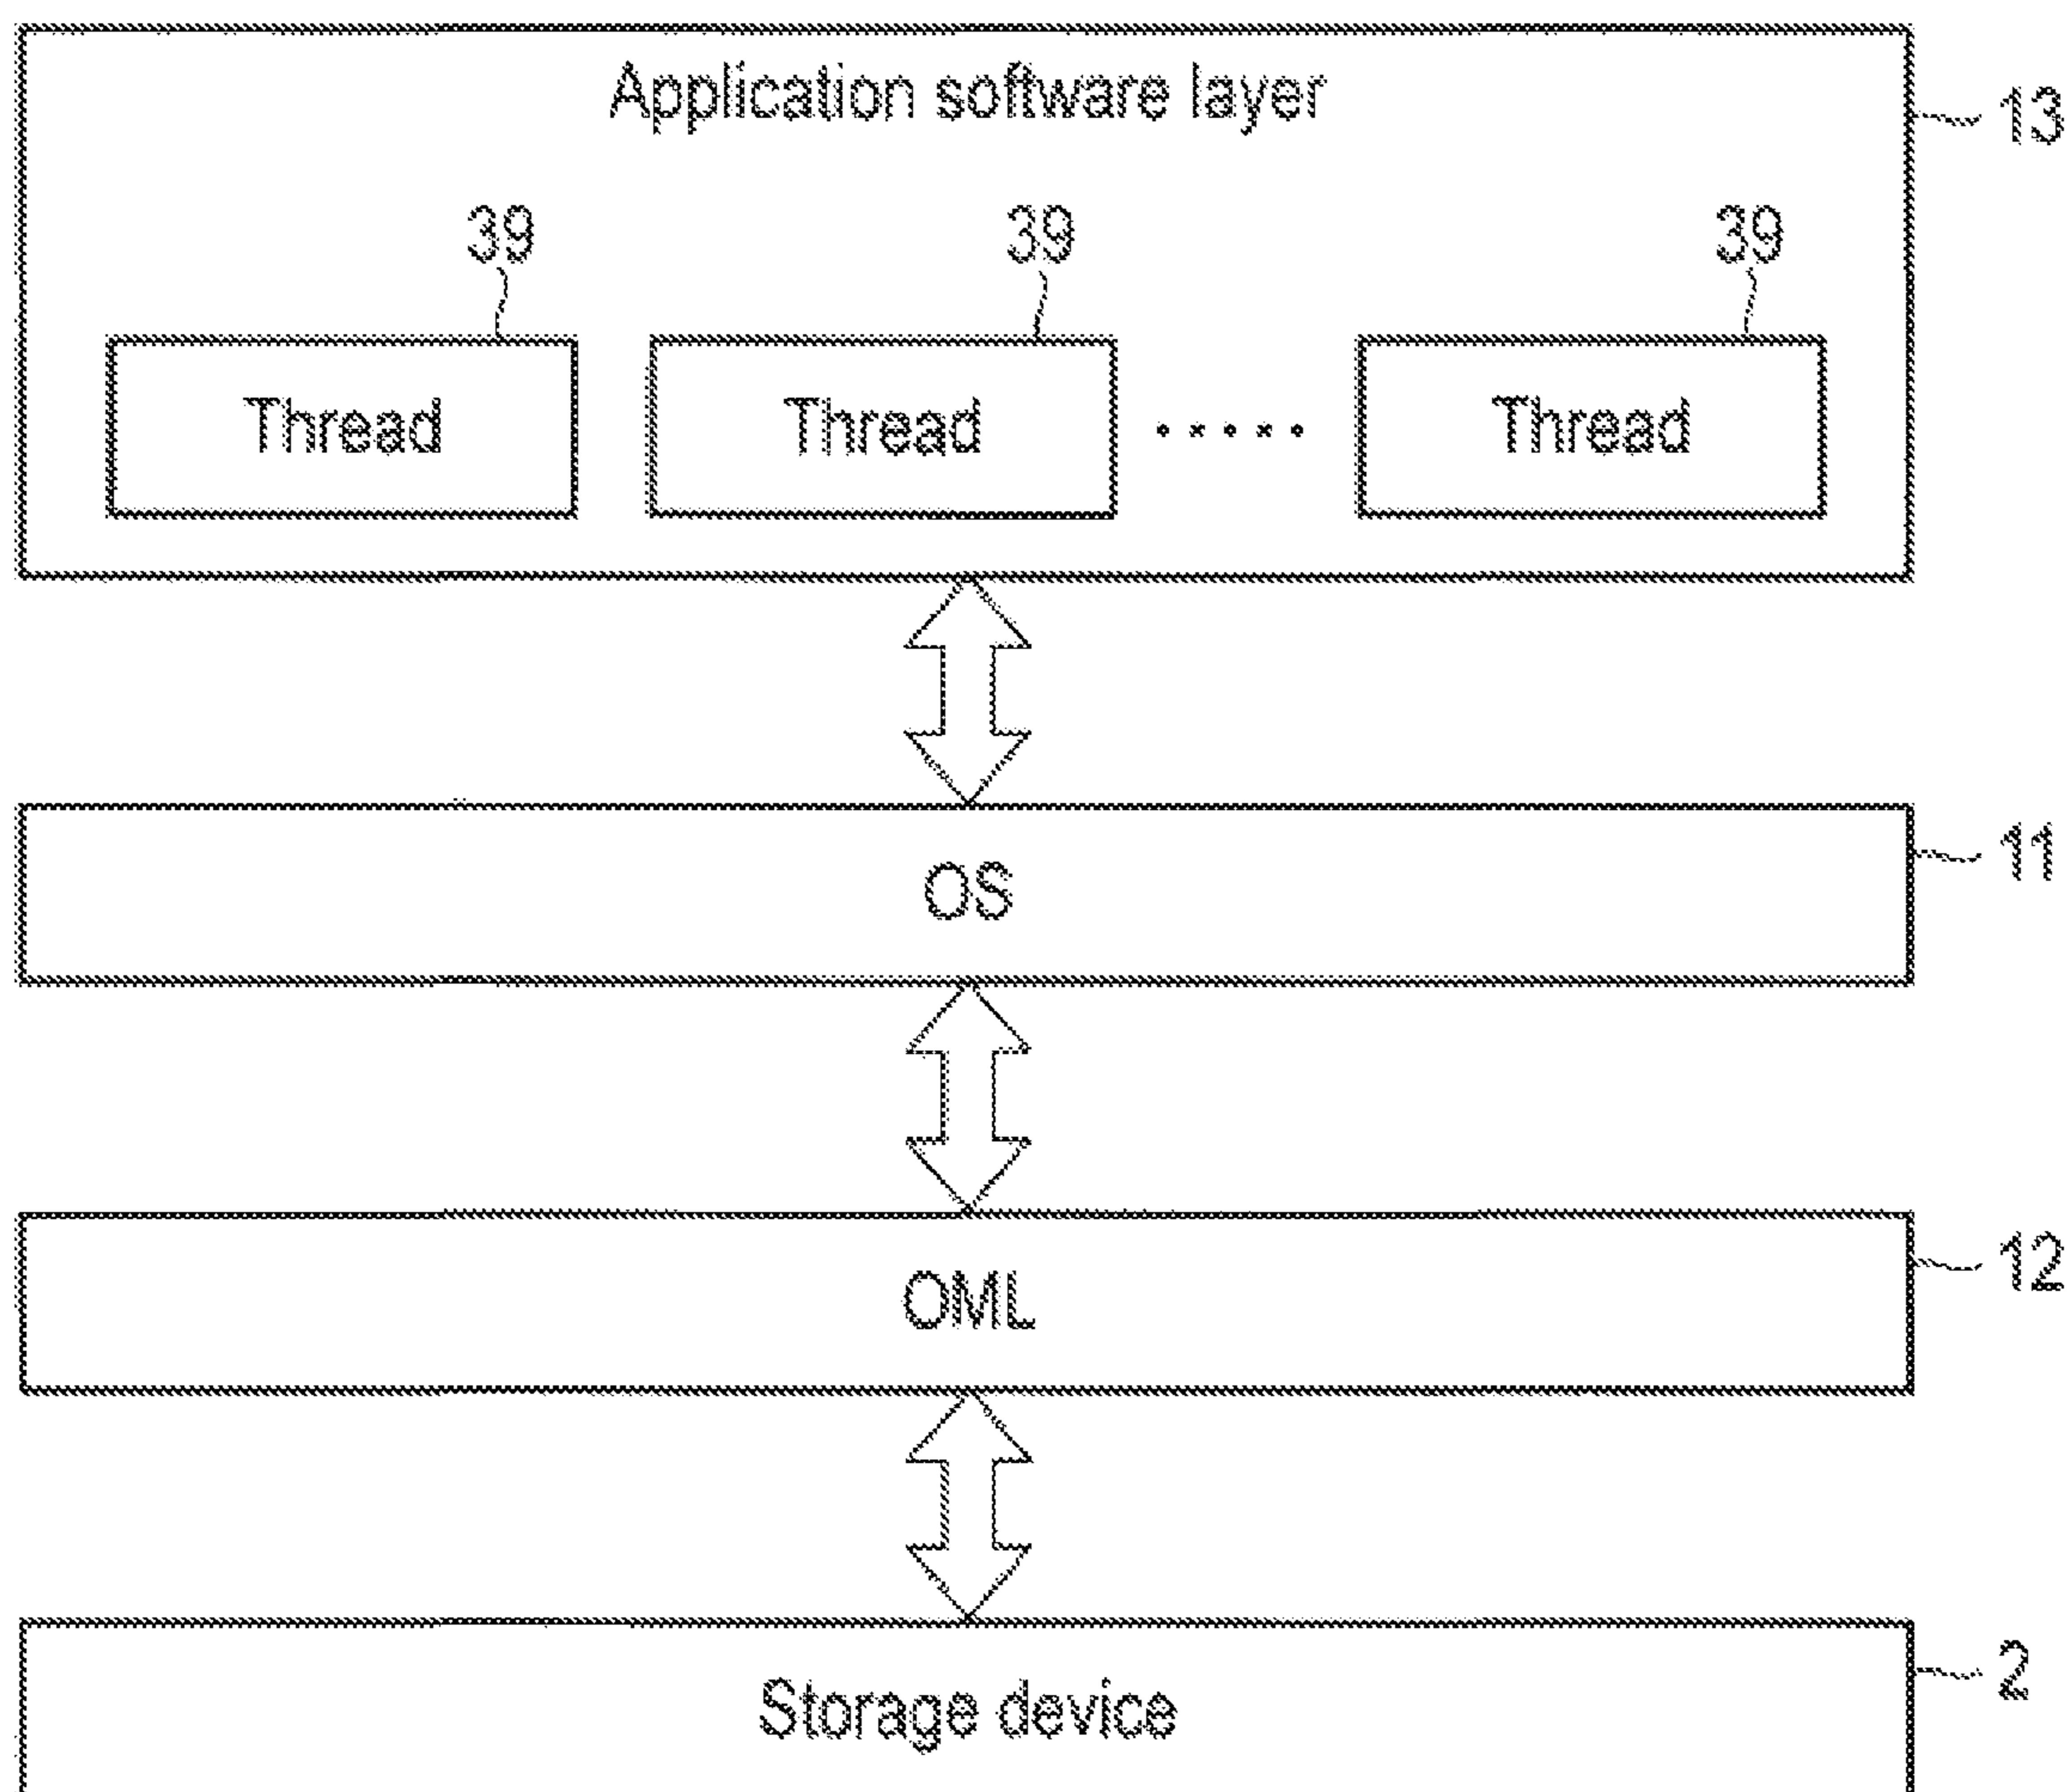 Application software layer
13
39 39 39
Thread Thread ..... Thread
OS
11
OML
12
Storage device
2